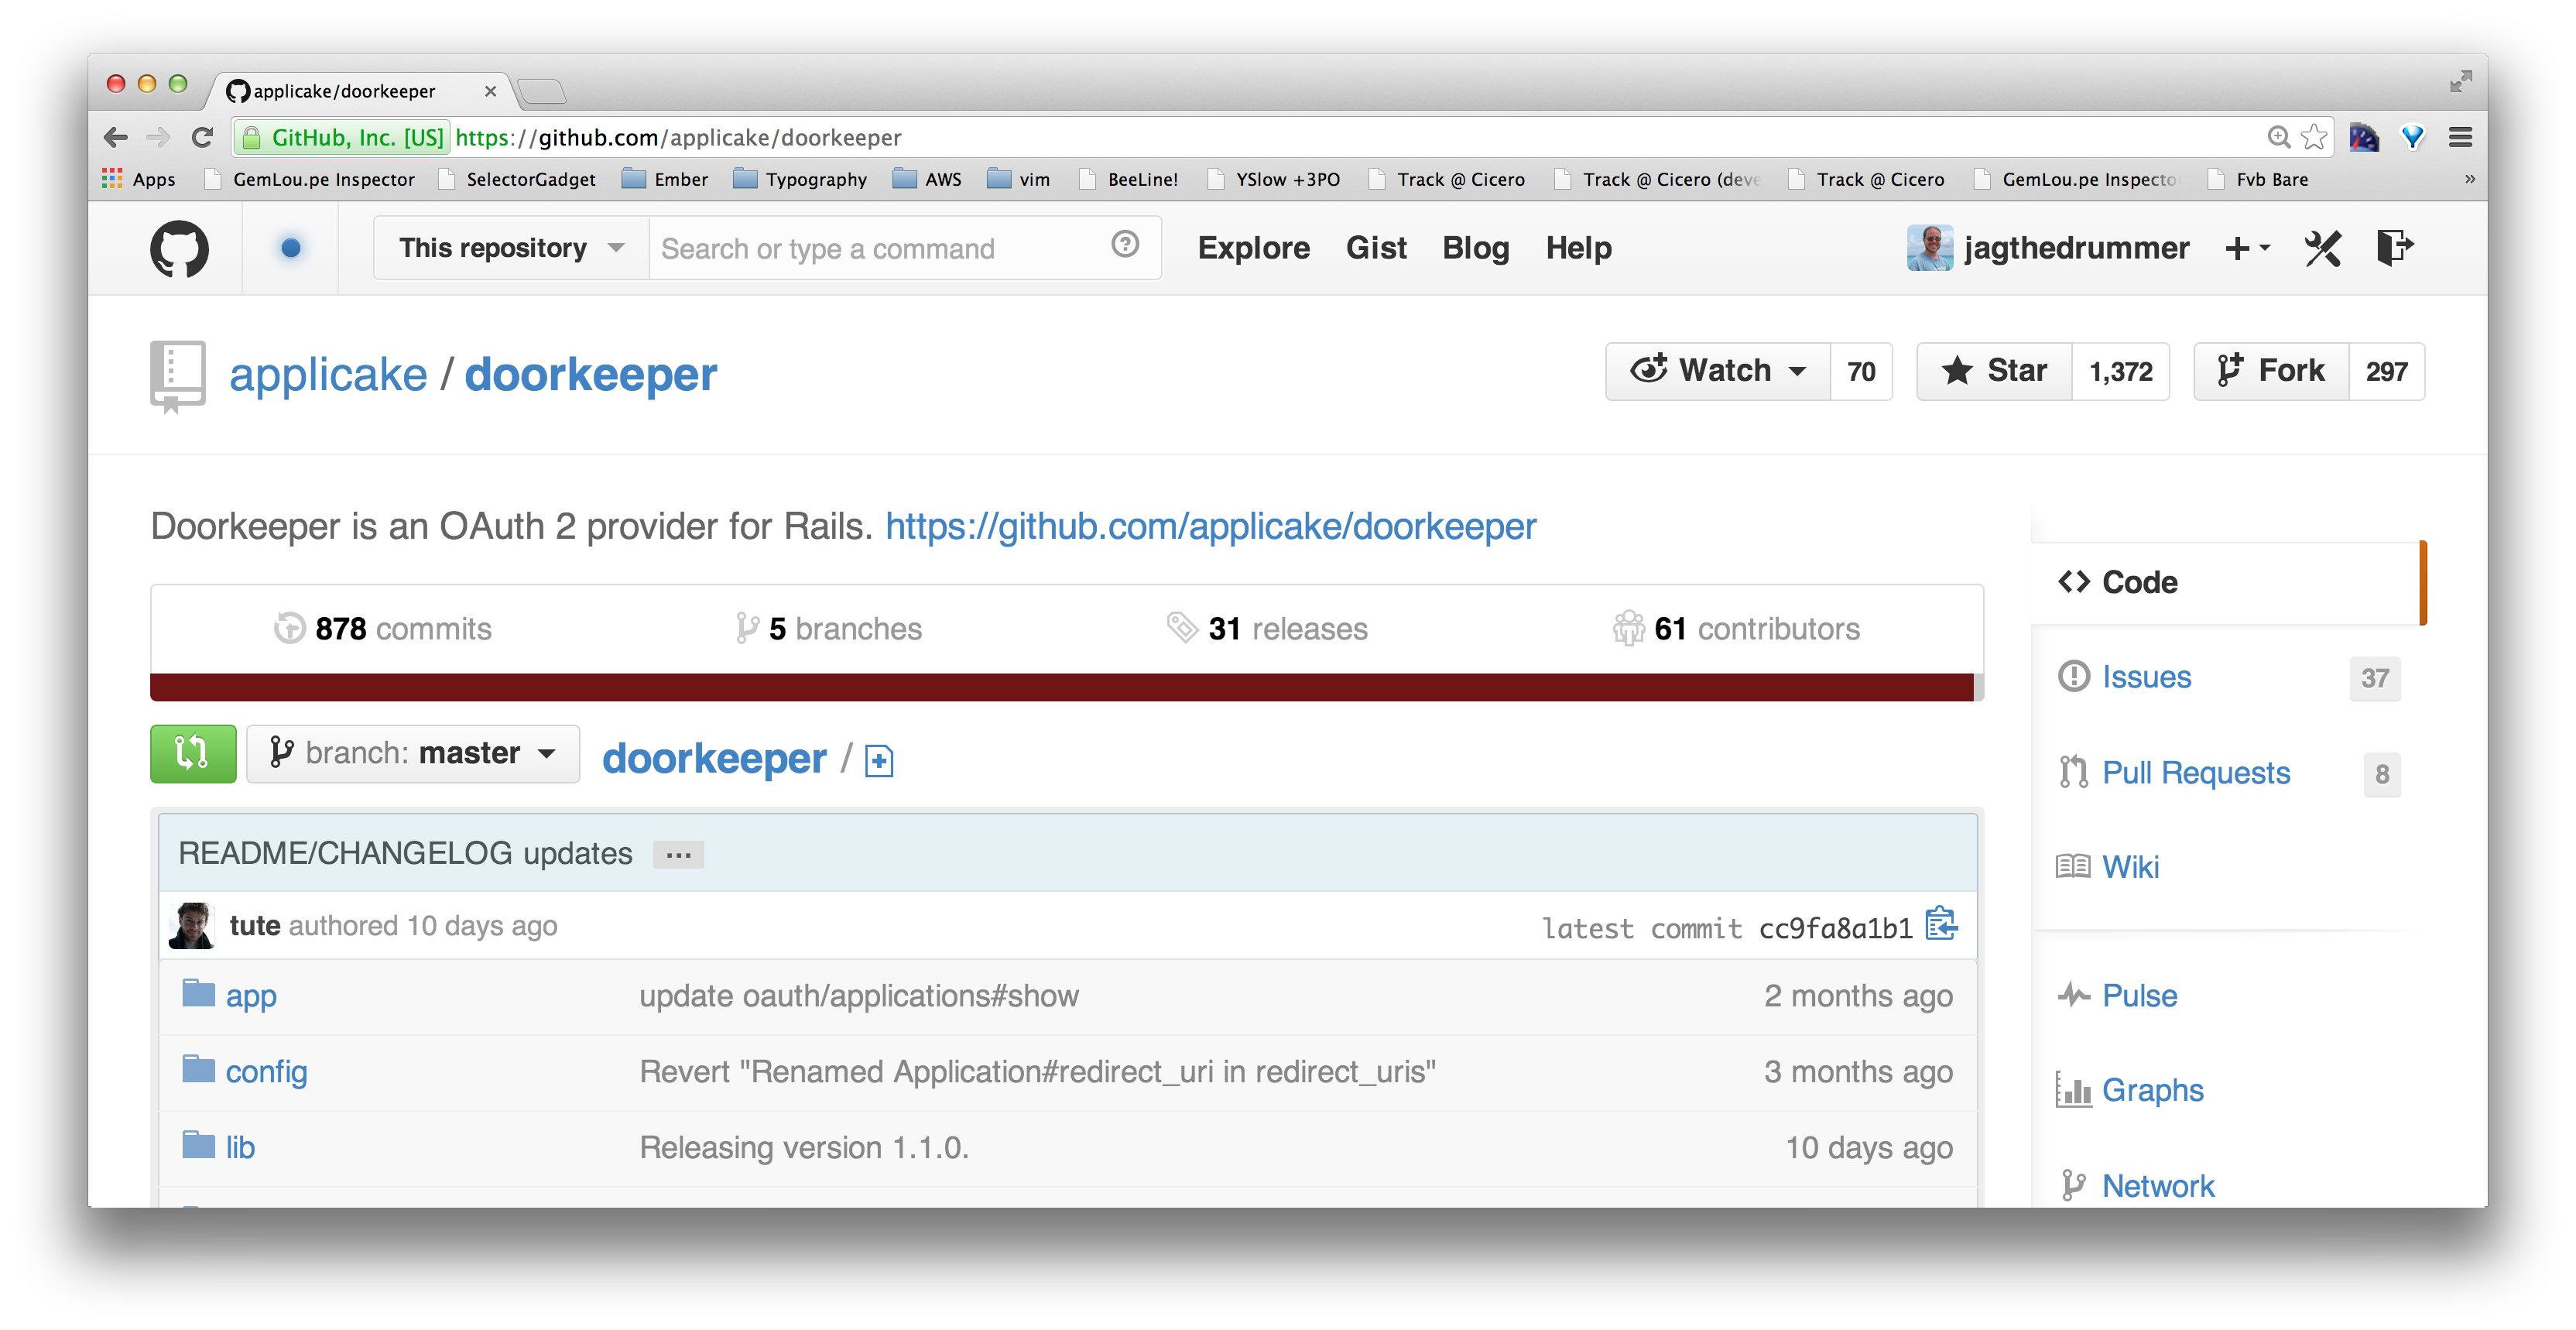 applicake/doorkeeper
GitHub, Inc. [US] https://github.com/applicake/doorkeeper
Apps GemLou.pe Inspector SelectorGadget Ember Typography AWS vim BeeLine! YSlow +3PO Track @ Cicero Track @ Cicero (deve Track @ Cicero GemLou.pe Inspecto Fvb Bare »
This repository Search or type a command Explore Gist Blog Help jagthedrummer
applicake / doorkeeper Watch 70 Star 1,372 Fork 297
Doorkeeper is an OAuth 2 provider for Rails. https://github.com/applicake/doorkeeper
878 commits 5 branches 31 releases 61 contributors
branch: master doorkeeper /
README/CHANGELOG updates ...
tute authored 10 days ago latest commit cc9fa8a1b1
app update oauth/applications#show 2 months ago
config Revert "Renamed Application#redirect_uri in redirect_uris" 3 months ago
lib Releasing version 1.1.0. 10 days ago
Code
Issues 37
Pull Requests 8
Wiki
Pulse
Graphs
Network